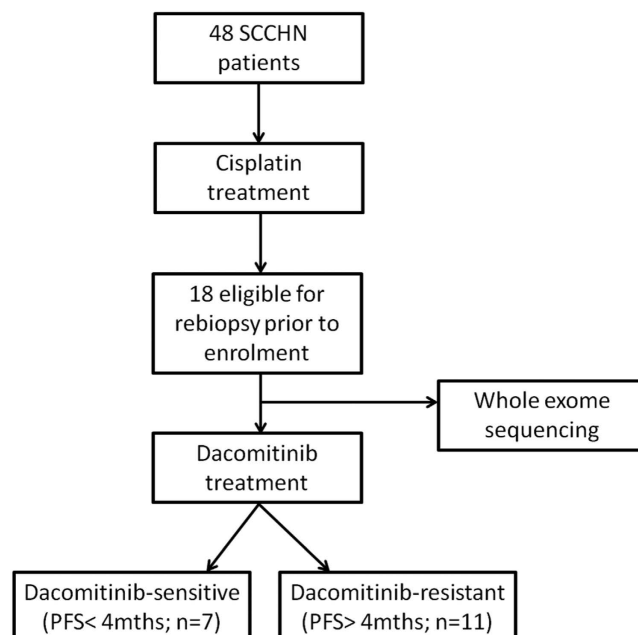 48 SCCHN
patients
Cisplatin
treatment
18 eligible for
rebiopsy prior to
enrolment
Whole exome
sequencing
Dacomitinib
treatment
Dacomitinib-sensitive
(PFS< 4mths; n=7)
Dacomitinib-resistant
(PFS> 4mths; n=11)